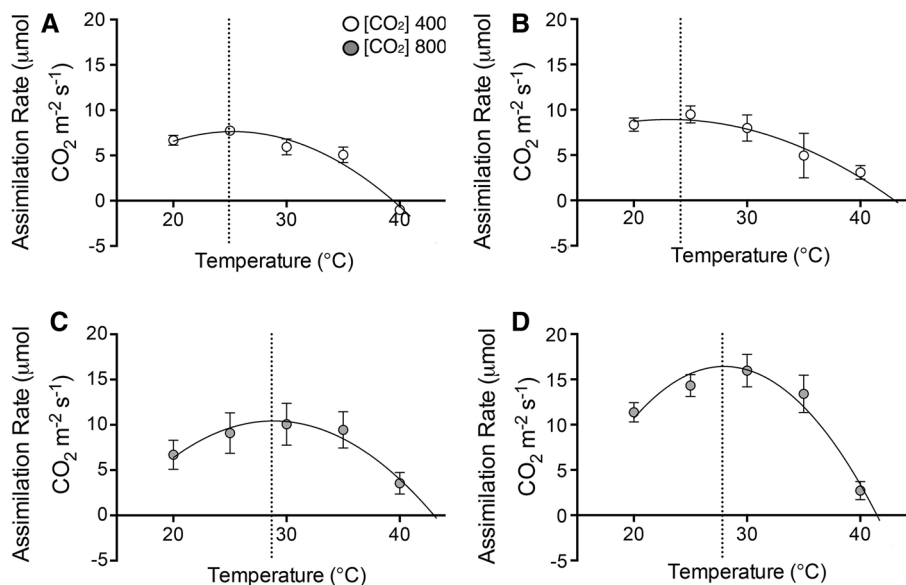 A
[CO₂] 400
[CO₂] 800
Assimilation Rate (µmol
CO₂ m⁻² s⁻¹)
20
15
10
5
0
-5
20
30
40
Temperature (°C)
B
Assimilation Rate (µmol
CO₂ m⁻² s⁻¹)
20
15
10
5
0
-5
20
30
40
Temperature (°C)
C
Assimilation Rate (µmol
CO₂ m⁻² s⁻¹)
20
15
10
5
0
-5
20
30
40
Temperature (°C)
D
Assimilation Rate (µmol
CO₂ m⁻² s⁻¹)
20
15
10
5
0
-5
20
30
40
Temperature (°C)